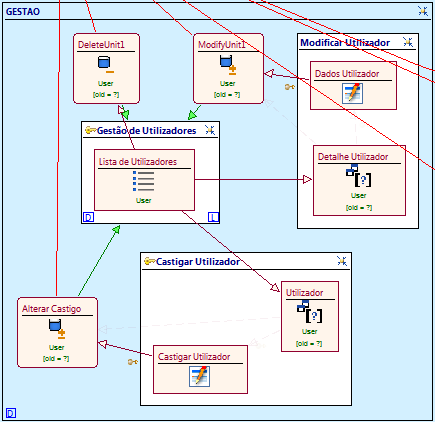 GESTAO
DeleteUnit1
User
[oid = ?]
ModifyUnit1
User
[oid = ?]
Modificar Utilizador
Dados Utilizador
Detalhe Utilizador
[?]
User
[oid = ?]
Gestão de Utilizadores
Lista de Utilizadores
User
D
L
Alterar Castigo
User
[oid = ?]
Castigar Utilizador
Utilizador
[?]
User
[oid = ?]
Castigar Utilizador
D